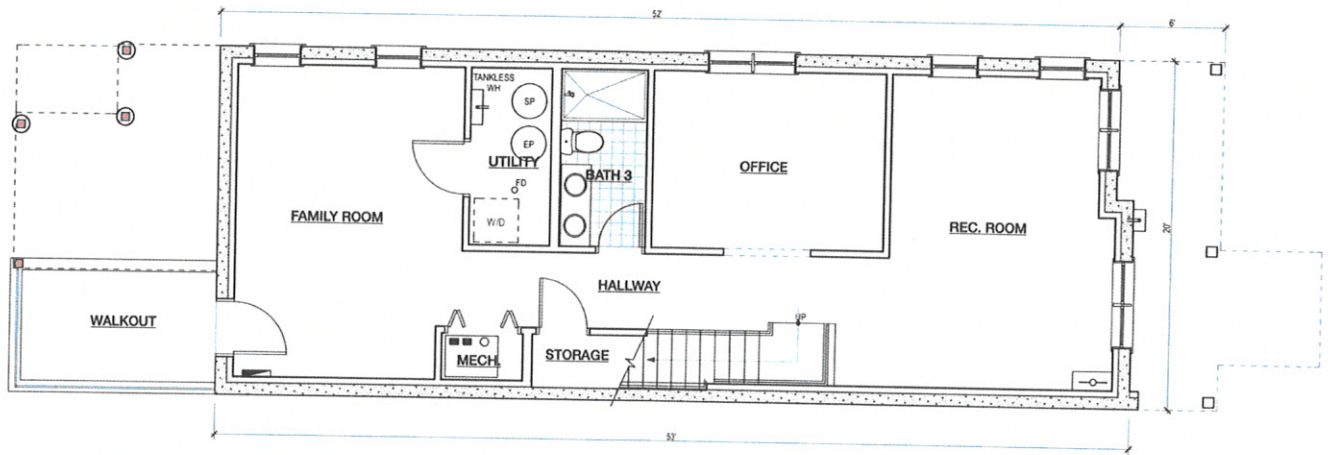 52'
6'
TANKLESS
WH
SP
EP
UTILITY
FD
W/D
BATH 3
OFFICE
FAMILY ROOM
REC. ROOM
20'
HALLWAY
WALKOUT
UP
MECH.
STORAGE
53'